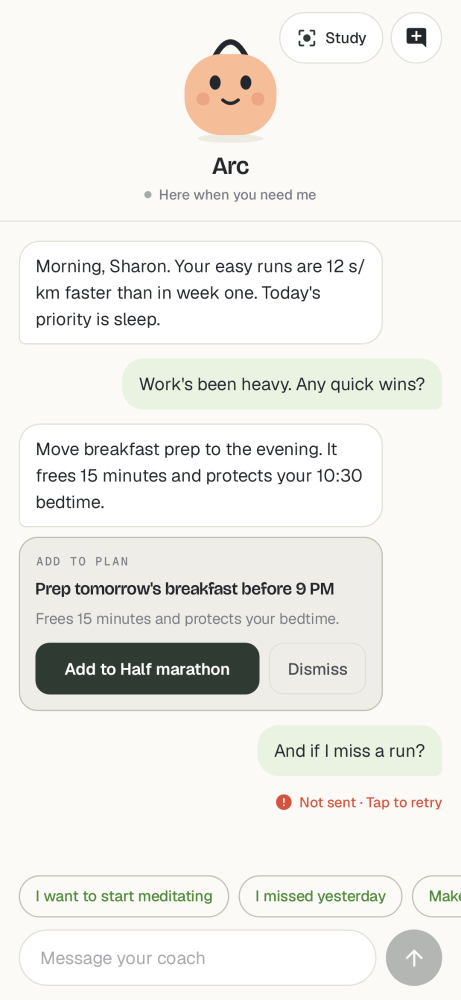 Study
Arc
Here when you need me
Morning, Sharon. Your easy runs are 12 s/
km faster than in week one. Today's
priority is sleep.
Work's been heavy. Any quick wins?
Move breakfast prep to the evening. It
frees 15 minutes and protects your 10:30
bedtime.
ADD TO PLAN
Prep tomorrow's breakfast before 9 PM
Frees 15 minutes and protects your bedtime.
Add to Half marathon
Dismiss
And if I miss a run?
Not sent · Tap to retry
I want to start meditating
I missed yesterday
Make
Message your coach